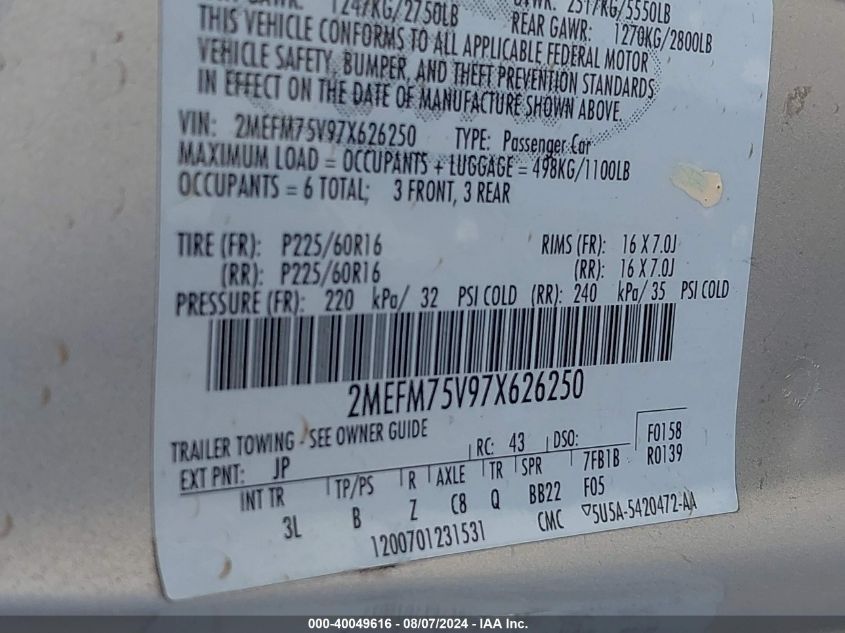 GAWR: 1247KG/2750LB GVWR: 2517KG/5550LB
REAR GAWR: 1270KG/2800LB
THIS VEHICLE CONFORMS TO ALL APPLICABLE FEDERAL MOTOR
VEHICLE SAFETY, BUMPER, AND THEFT PREVENTION STANDARDS
IN EFFECT ON THE DATE OF MANUFACTURE SHOWN ABOVE.
VIN: 2MEFM75V97X626250 TYPE: Passenger Car
MAXIMUM LOAD = OCCUPANTS + LUGGAGE = 498KG/1100LB
OCCUPANTS = 6 TOTAL; 3 FRONT, 3 REAR
TIRE (FR): P225/60R16 RIMS (FR): 16 X 7.0J
(RR): P225/60R16 (RR): 16 X 7.0J
PRESSURE (FR): 220 kPa/ 32 PSI COLD (RR): 240 kPa/ 35 PSI COLD
2MEFM75V97X626250
TRAILER TOWING - SEE OWNER GUIDE
EXT PNT: JP RC: 43 DSO: F0158
INT TR TP/PS R AXLE TR SPR 7FB1B R0139
3L B Z C8 Q BB22 F05
1200701231531 CMC ▽5U5A-5420472-AA
000-40049616 - 08/07/2024 - IAA Inc.